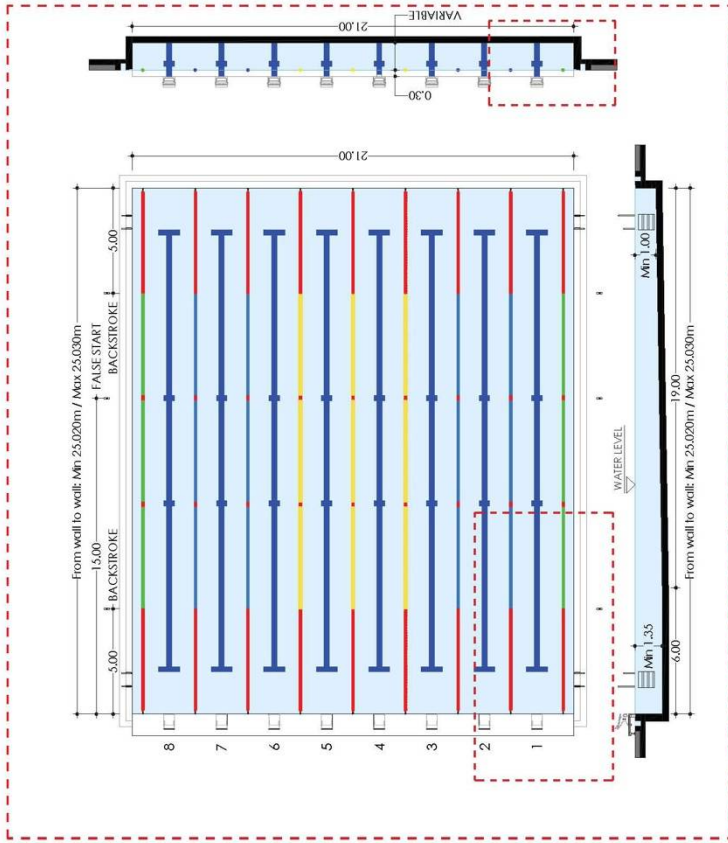 21.00
VARIABLE
0.30
21.00
From wall to wall: Min 25.020m / Max 25.030m
5.00
FALSE START
BACKSTROKE
15.00
BACKSTROKE
5.00
8
7
6
5
4
3
2
1
Min 1.00
19.00
WATER LEVEL
Min 1.35
6.00
From wall to wall: Min 25.020m / Max 25.030m